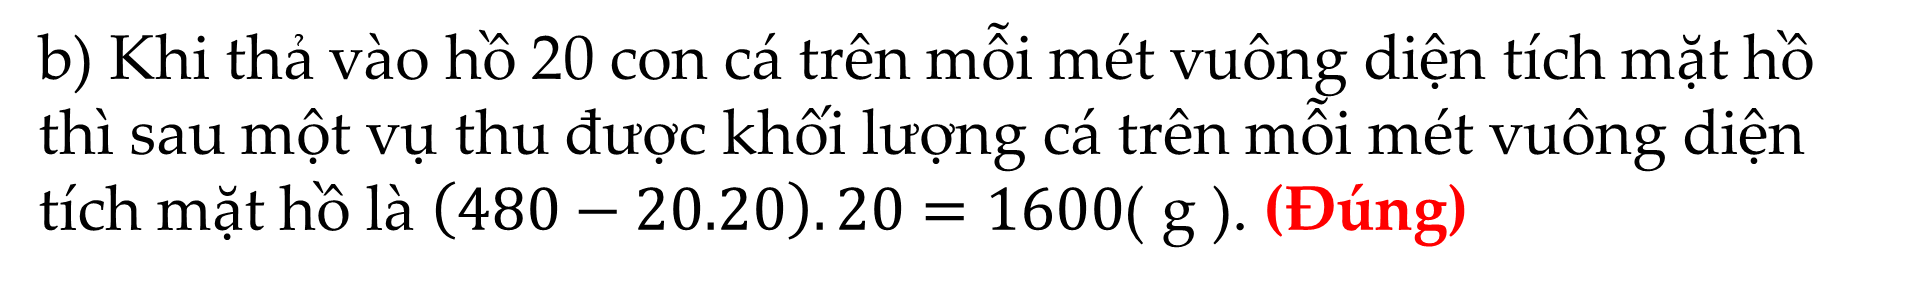 b) Khi thả vào hồ 20 con cá trên mỗi mét vuông diện tích mặt hồ
thì sau một vụ thu được khối lượng cá trên mỗi mét vuông diện
tích mặt hồ là (480 − 20.20). 20 = 1600( g ). (Đúng)